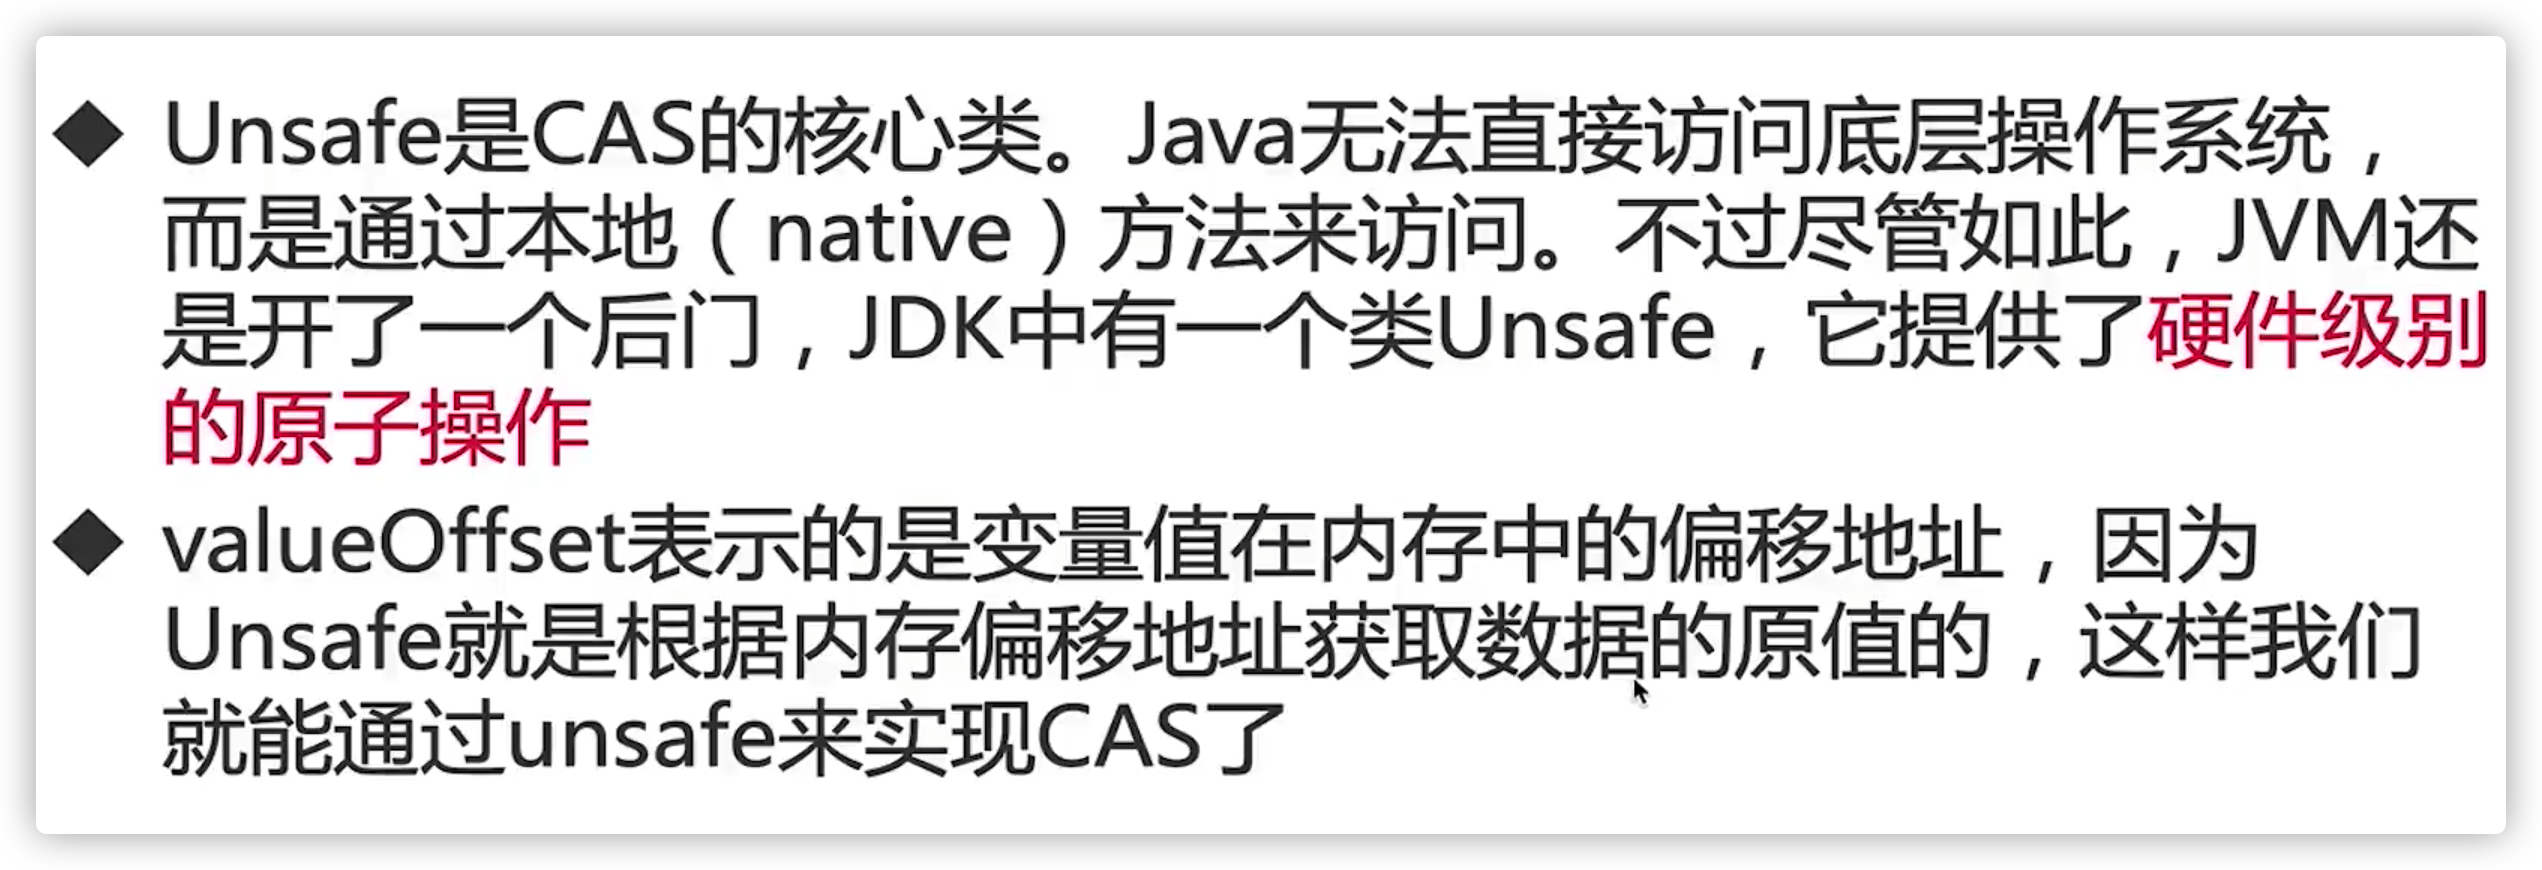 ◆ Unsafe是CAS的核心类。Java无法直接访问底层操作系统，
而是通过本地（native）方法来访问。不过尽管如此，JVM还
是开了一个后门，JDK中有一个类Unsafe，它提供了硬件级别
的原子操作
◆ valueOffset表示的是变量值在内存中的偏移地址，因为
Unsafe就是根据内存偏移地址获取数据的原值的，这样我们
就能通过unsafe来实现CAS了